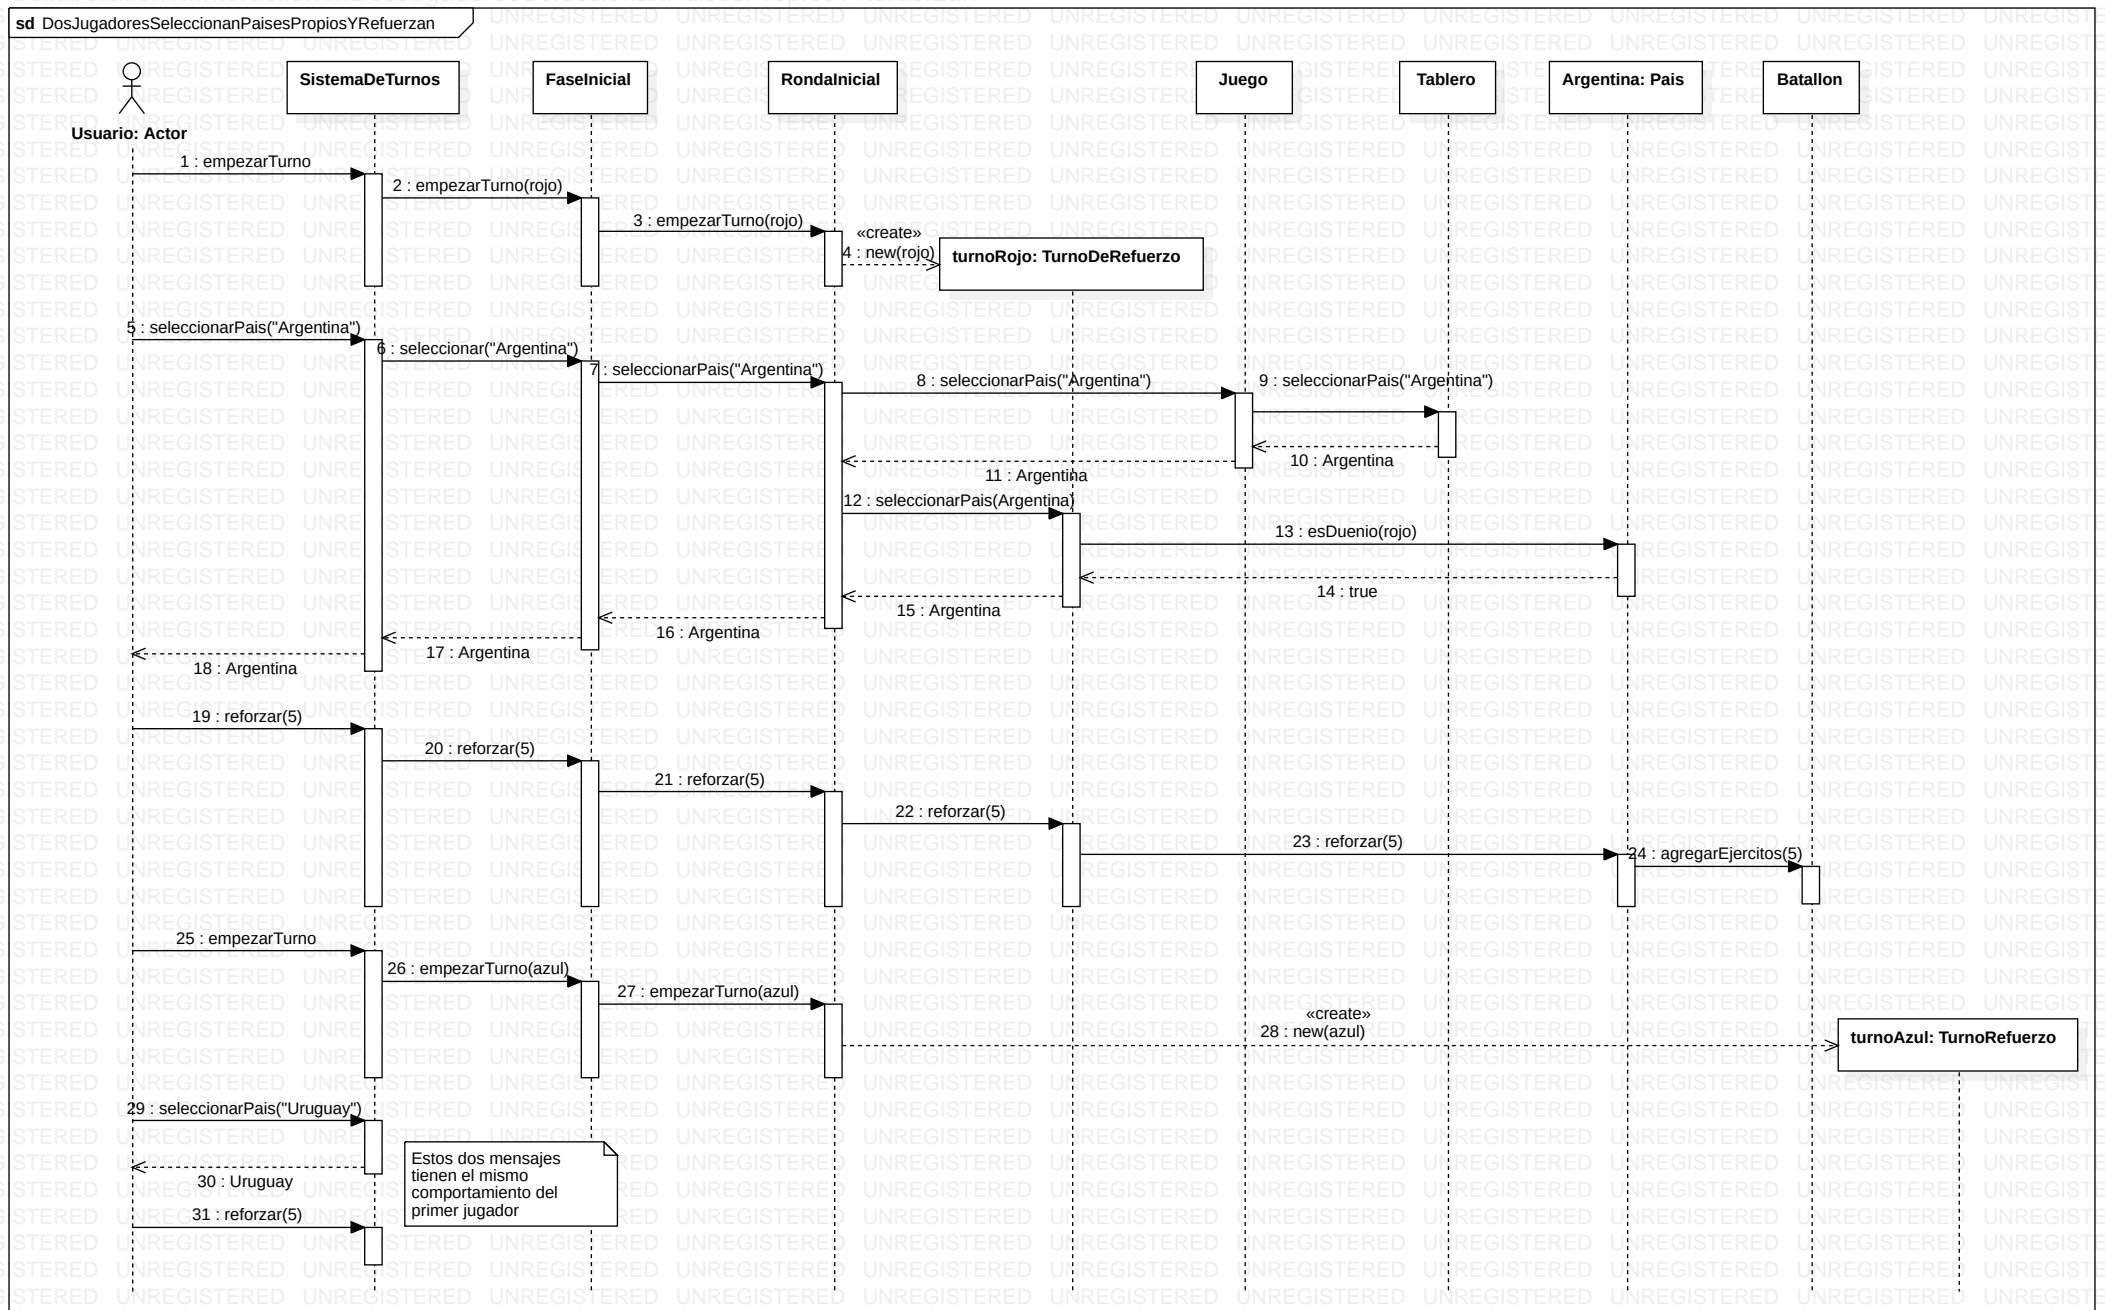 sd DosJugadoresSeleccionanPaisesPropiosYRefuerzan
Usuario: Actor
SistemaDeTurnos
FaseInicial
RondaInicial
Juego
Tablero
Argentina: Pais
Batallon
1 : empezarTurno
2 : empezarTurno(rojo)
3 : empezarTurno(rojo)
«create»
4 : new(rojo)
turnoRojo: TurnoDeRefuerzo
5 : seleccionarPais("Argentina")
6 : seleccionar("Argentina")
7 : seleccionarPais("Argentina")
8 : seleccionarPais("Argentina")
9 : seleccionarPais("Argentina")
10 : Argentina
11 : Argentina
12 : seleccionarPais(Argentina)
13 : esDuenio(rojo)
14 : true
15 : Argentina
16 : Argentina
17 : Argentina
18 : Argentina
19 : reforzar(5)
20 : reforzar(5)
21 : reforzar(5)
22 : reforzar(5)
23 : reforzar(5)
24 : agregarEjercitos(5)
25 : empezarTurno
26 : empezarTurno(azul)
27 : empezarTurno(azul)
«create»
28 : new(azul)
turnoAzul: TurnoRefuerzo
29 : seleccionarPais("Uruguay")
Estos dos mensajes
tienen el mismo
comportamiento del
primer jugador
30 : Uruguay
31 : reforzar(5)